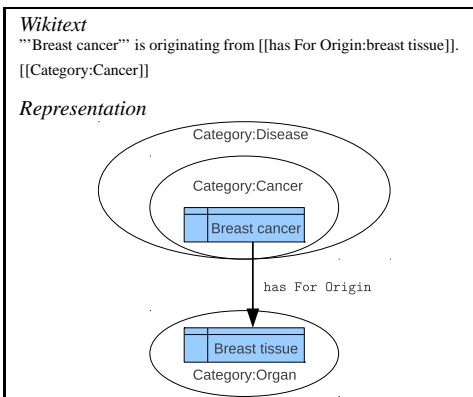 Wikitext
”’Breast cancer”’ is originating from [[has For Origin:breast tissue]].
[[Category:Cancer]]
Representation
Category:Disease
Category:Cancer
Breast cancer
has For Origin
Breast tissue
Category:Organ